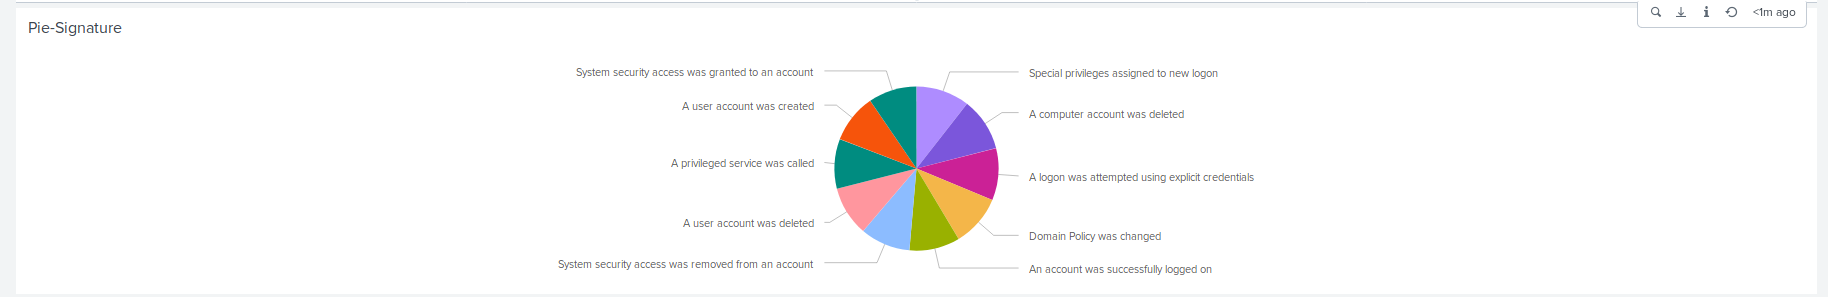 Pie-Signature
<1m ago
System security access was granted to an account
Special privileges assigned to new logon
A user account was created
A computer account was deleted
A privileged service was called
A logon was attempted using explicit credentials
A user account was deleted
Domain Policy was changed
System security access was removed from an account
An account was successfully logged on